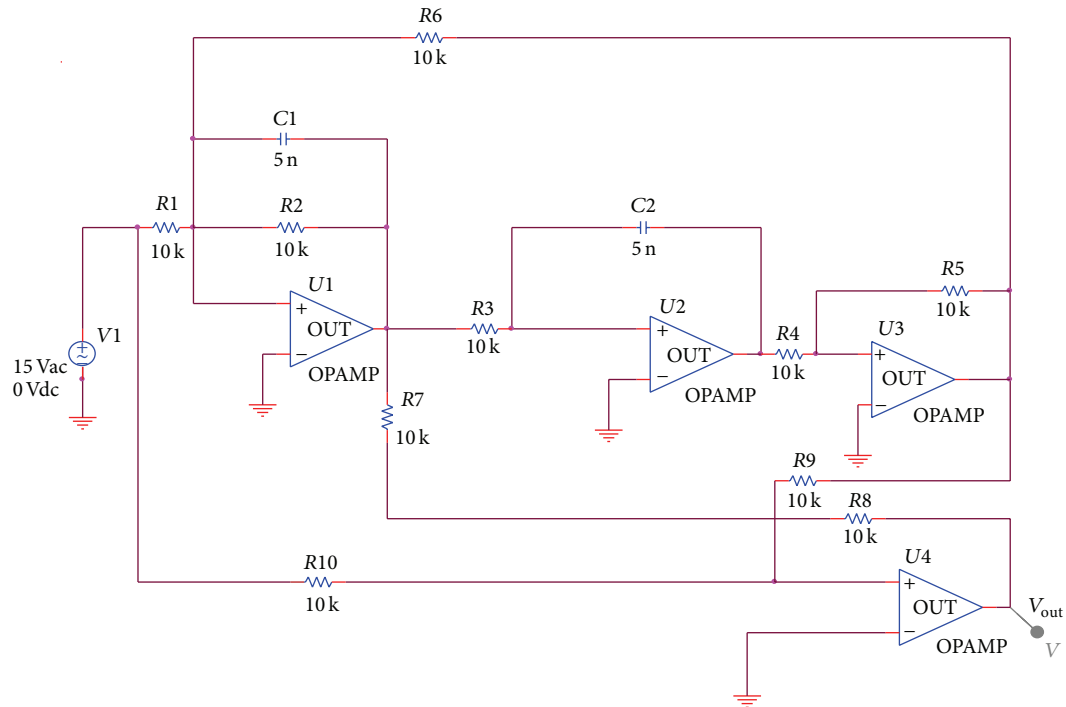 R6
10 k
C1
5 n
R1
10 k
R2
10 k
C2
5 n
U1
+
OUT
−
OPAMP
R3
10 k
U2
+
OUT
−
OPAMP
R4
10 k
R5
10 k
U3
+
OUT
−
OPAMP
V1
+
~
15 Vac
0 Vdc
R7
10 k
R9
10 k
R8
10 k
R10
10 k
U4
+
OUT
−
OPAMP
Vout
V